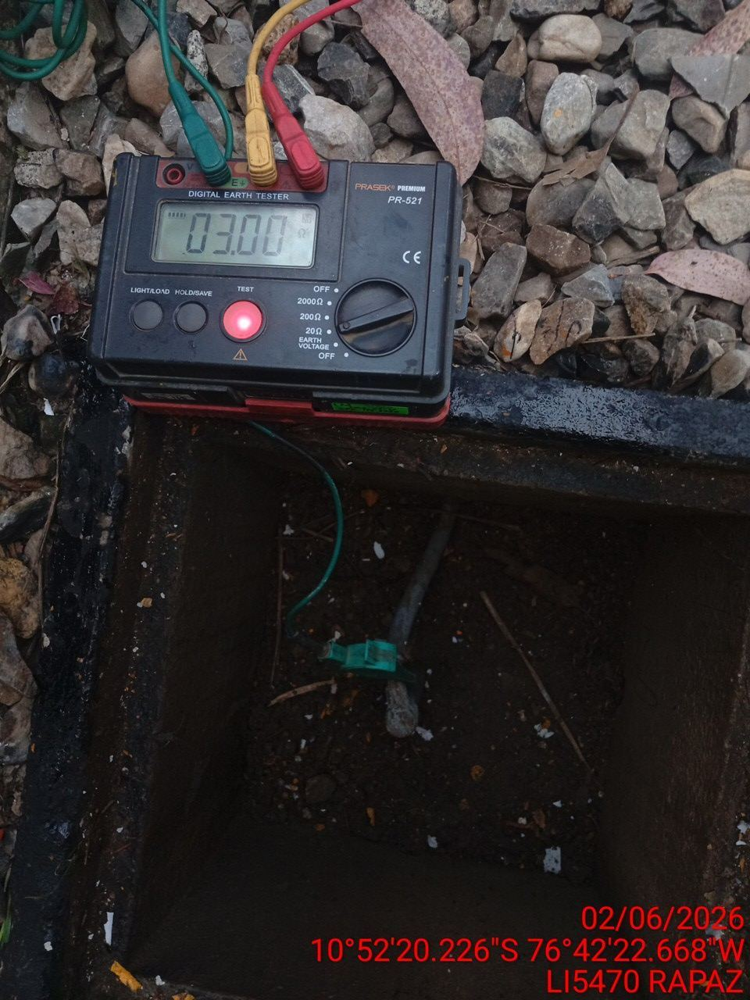 V
E
DIGITAL EARTH TESTER
PRASEK® PREMIUM
PR-521
03.00
Ω
CE
LIGHT/LOAD HOLD/SAVE TEST
OFF
2000Ω
200Ω
20Ω
EARTH
VOLTAGE
OFF
02/06/2026
10°52'20.226"S 76°42'22.668"W
LI5470 RAPAZ